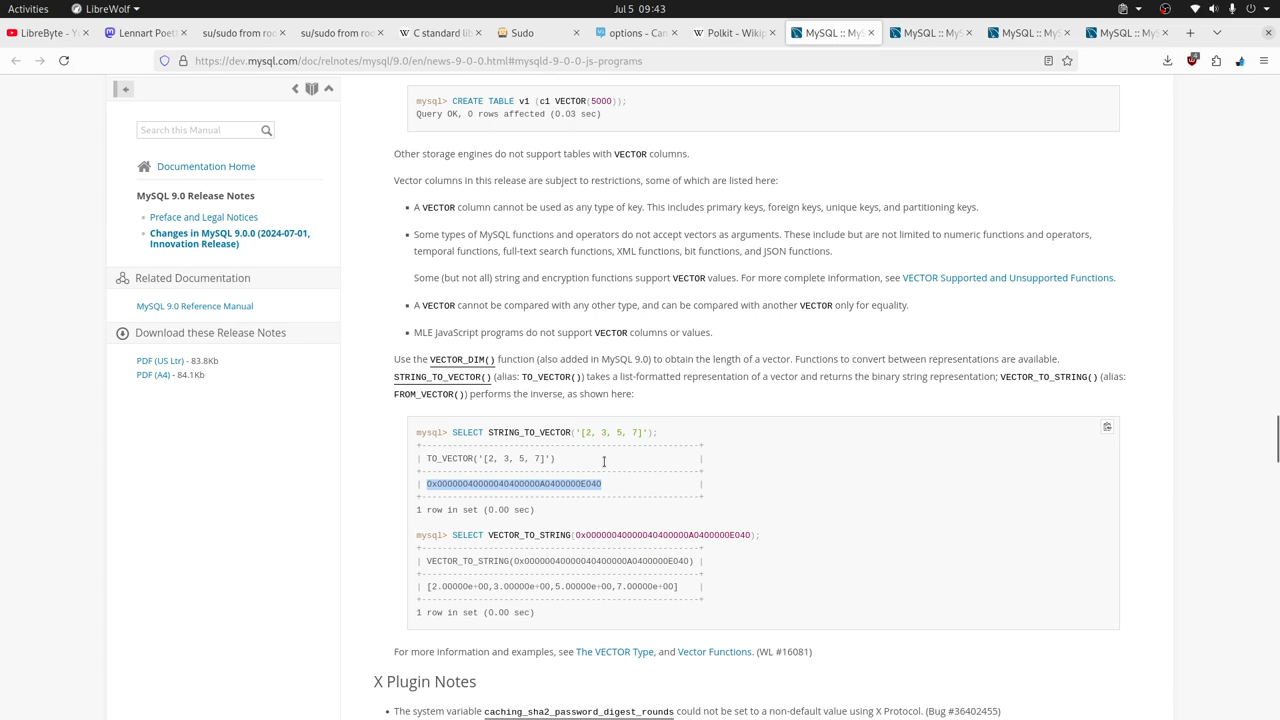 Activities LibreWolf Jul 5 09:43
LibreByte - Y Lennart Poett su/sudo from roo su/sudo from roo C standard li Sudo options - Can Polkit - Wikip MySQL :: My MySQL :: My MySQL :: My MySQL :: My
https://dev.mysql.com/doc/relnotes/mysql/9.0/en/news-9-0-0.html#mysqld-9-0-0-js-programs
Search this Manual
Documentation Home
MySQL 9.0 Release Notes
Preface and Legal Notices
Changes in MySQL 9.0.0 (2024-07-01,
Innovation Release)
Related Documentation
MySQL 9.0 Reference Manual
Download these Release Notes
PDF (US Ltr) - 83.8Kb
PDF (A4) - 84.1Kb
mysql> CREATE TABLE v1 (c1 VECTOR(5000));
Query OK, 0 rows affected (0.03 sec)
Other storage engines do not support tables with VECTOR columns.
Vector columns in this release are subject to restrictions, some of which are listed here:
A VECTOR column cannot be used as any type of key. This includes primary keys, foreign keys, unique keys, and partitioning keys.
Some types of MySQL functions and operators do not accept vectors as arguments. These include but are not limited to numeric functions and operators,
temporal functions, full-text search functions, XML functions, bit functions, and JSON functions.
Some (but not all) string and encryption functions support VECTOR values. For more complete information, see VECTOR Supported and Unsupported Functions.
A VECTOR cannot be compared with any other type, and can be compared with another VECTOR only for equality.
MLE JavaScript programs do not support VECTOR columns or values.
Use the VECTOR_DIM() function (also added in MySQL 9.0) to obtain the length of a vector. Functions to convert between representations are available.
STRING_TO_VECTOR() (alias: TO_VECTOR()) takes a list-formatted representation of a vector and returns the binary string representation; VECTOR_TO_STRING() (alias:
FROM_VECTOR()) performs the inverse, as shown here:
mysql> SELECT STRING_TO_VECTOR('[2, 3, 5, 7]');
+------------------------------------------------------+
| TO_VECTOR('[2, 3, 5, 7]') |
+------------------------------------------------------+
| 0x00000040000040400000A0400000E040 |
+------------------------------------------------------+
1 row in set (0.00 sec)
mysql> SELECT VECTOR_TO_STRING(0x00000040000040400000A0400000E040);
+------------------------------------------------------+
| VECTOR_TO_STRING(0x00000040000040400000A0400000E040) |
+------------------------------------------------------+
| [2.00000e+00,3.00000e+00,5.00000e+00,7.00000e+00] |
+------------------------------------------------------+
1 row in set (0.00 sec)
For more information and examples, see The VECTOR Type, and Vector Functions. (WL #16081)
X Plugin Notes
The system variable caching_sha2_password_digest_rounds could not be set to a non-default value using X Protocol. (Bug #36402455)